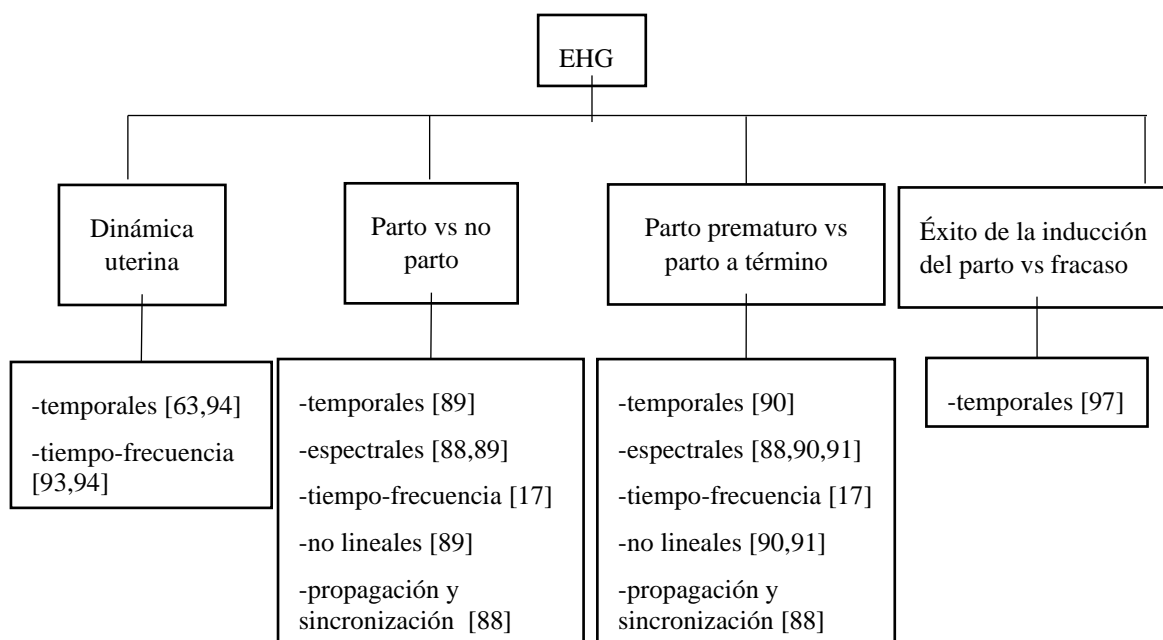 EHG
Dinámica
uterina
Parto vs no
parto
Parto prematuro vs
parto a término
Éxito de la inducción
del parto vs fracaso
-temporales [63,94]
-tiempo-frecuencia
[93,94]
-temporales [89]
-espectrales [88,89]
-tiempo-frecuencia [17]
-no lineales [89]
-propagación y
sincronización [88]
-temporales [90]
-espectrales [88,90,91]
-tiempo-frecuencia [17]
-no lineales [90,91]
-propagación y
sincronización [88]
-temporales [97]